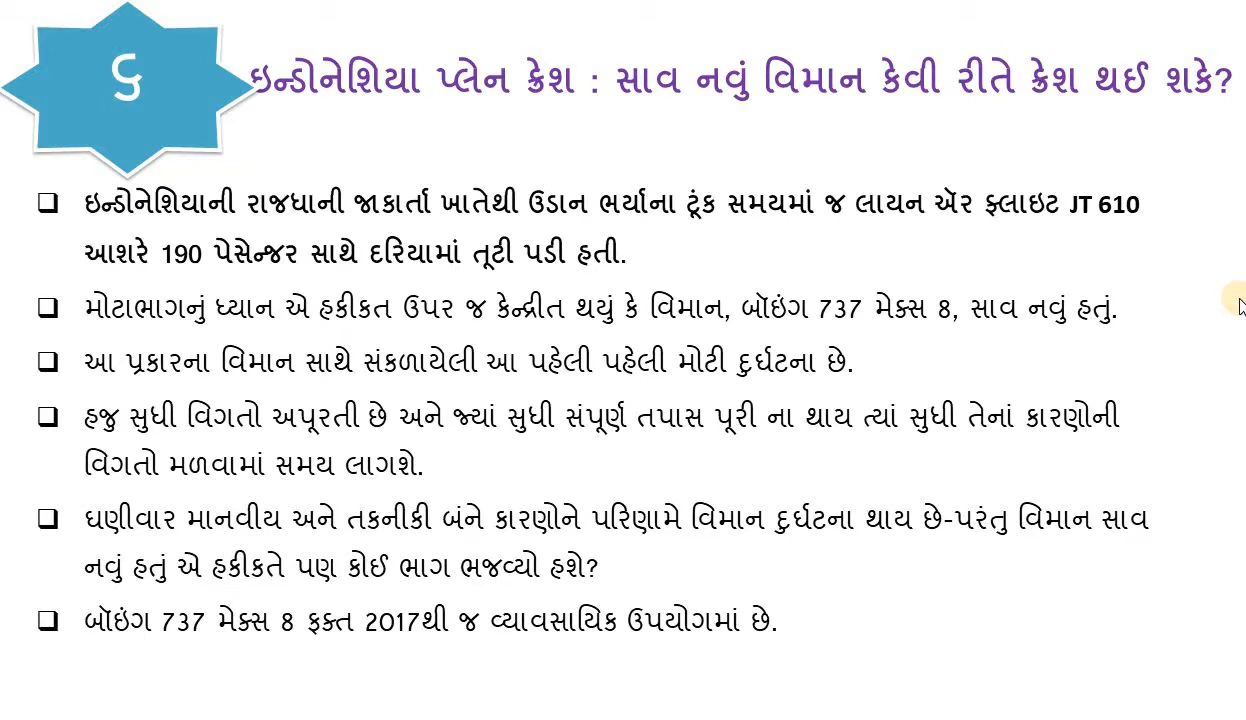 ૬
ઇન્ડોનેશિયા પ્લેન ક્રેશ : સાવ નવું વિમાન કેવી રીતે ક્રેશ થઈ શકે?
ઇન્ડોનેશિયાની રાજધાની જાકાર્તા ખાતેથી ઉડાન ભર્યાના ટૂંક સમયમાં જ લાયન ઍર ફ્લાઇટ JT 610
આશરે 190 પેસેન્જર સાથે દરિયામાં તૂટી પડી હતી.
મોટાભાગનું ધ્યાન એ હકીકત ઉપર જ કેન્દ્રીત થયું કે વિમાન, બૉઇંગ 737 મેક્સ 8, સાવ નવું હતું.
આ પ્રકારના વિમાન સાથે સંકળાયેલી આ પહેલી પહેલી મોટી દુર્ઘટના છે.
હજુ સુધી વિગતો અપૂરતી છે અને જ્યાં સુધી સંપૂર્ણ તપાસ પૂરી ના થાય ત્યાં સુધી તેનાં કારણોની
વિગતો મળવામાં સમય લાગશે.
ઘણીવાર માનવીય અને તકનીકી બંને કારણોને પરિણામે વિમાન દુર્ઘટના થાય છે-પરંતુ વિમાન સાવ
નવું હતું એ હકીકતે પણ કોઈ ભાગ ભજવ્યો હશે?
બૉઇંગ 737 મેક્સ 8 ફક્ત 2017થી જ વ્યાવસાયિક ઉપયોગમાં છે.